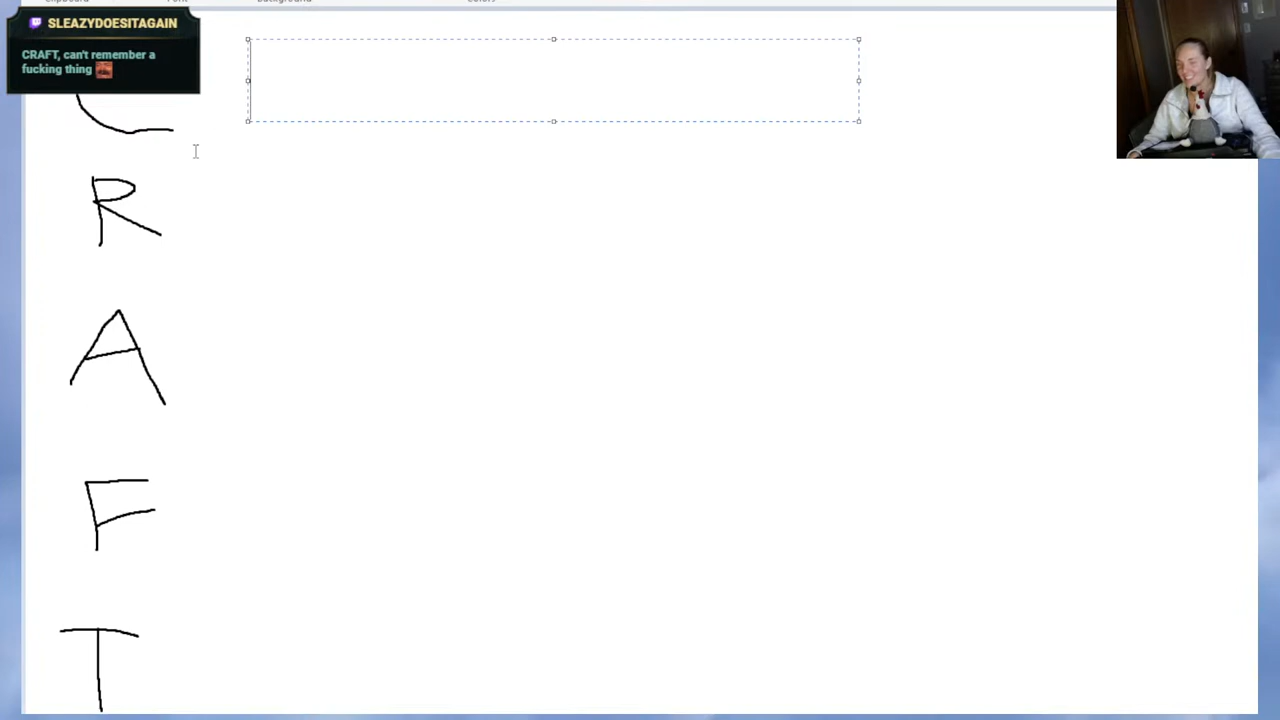 SLEAZYDOESITAGAIN
CRAFT, can't remember a
fucking thing
C
R
A
F
T